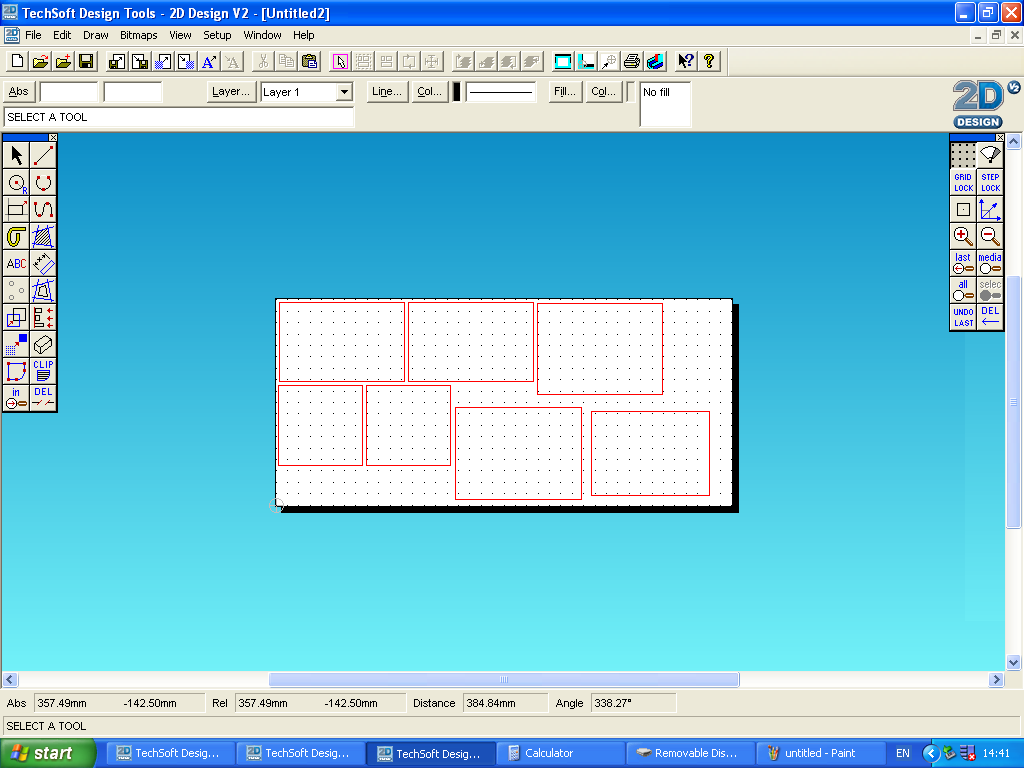 TechSoft Design Tools - 2D Design V2 - [Untitled2]
File Edit Draw Bitmaps View Setup Window Help
Abs Layer... Layer 1 Line... Col... Fill... Col... No fill
SELECT A TOOL
2D V2
DESIGN
R
ABC
CLIP
in DEL
GRID LOCK STEP LOCK
last media
all selec
UNDO LAST DEL
Abs 357.49mm -142.50mm Rel 357.49mm -142.50mm Distance 384.84mm Angle 338.27°
SELECT A TOOL
start TechSoft Desig... TechSoft Desig... TechSoft Desig... Calculator Removable Dis... untitled - Paint EN 14:41